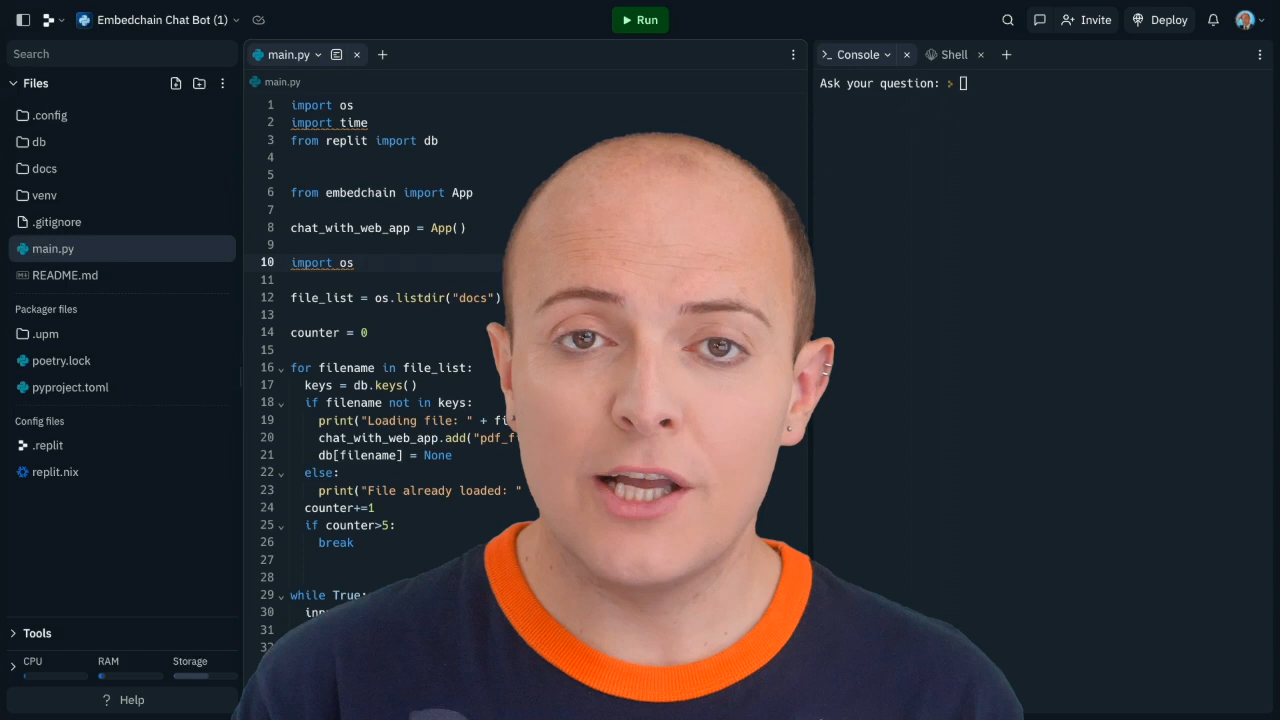 Embedchain Chat Bot (1)
Run
Invite
Deploy
Search
Files
.config
db
docs
venv
.gitignore
main.py
README.md
Packager files
.upm
poetry.lock
pyproject.toml
Config files
.replit
replit.nix
Tools
CPU RAM Storage
? Help
main.py
main.py
1 import os
2 import time
3 from replit import db
4
5
6 from embedchain import App
7
8 chat_with_web_app = App()
9
10 import os
11
12 file_list = os.listdir("docs")
13
14 counter = 0
15
16 for filename in file_list:
17 keys = db.keys()
18 if filename not in keys:
19 print("Loading file: " + fi
20 chat_with_web_app.add("pdf_f
21 db[filename] = None
22 else:
23 print("File already loaded: "
24 counter+=1
25 if counter>5:
26 break
27
28
29 while True:
30
31
>_ Console
Shell
Ask your question: >